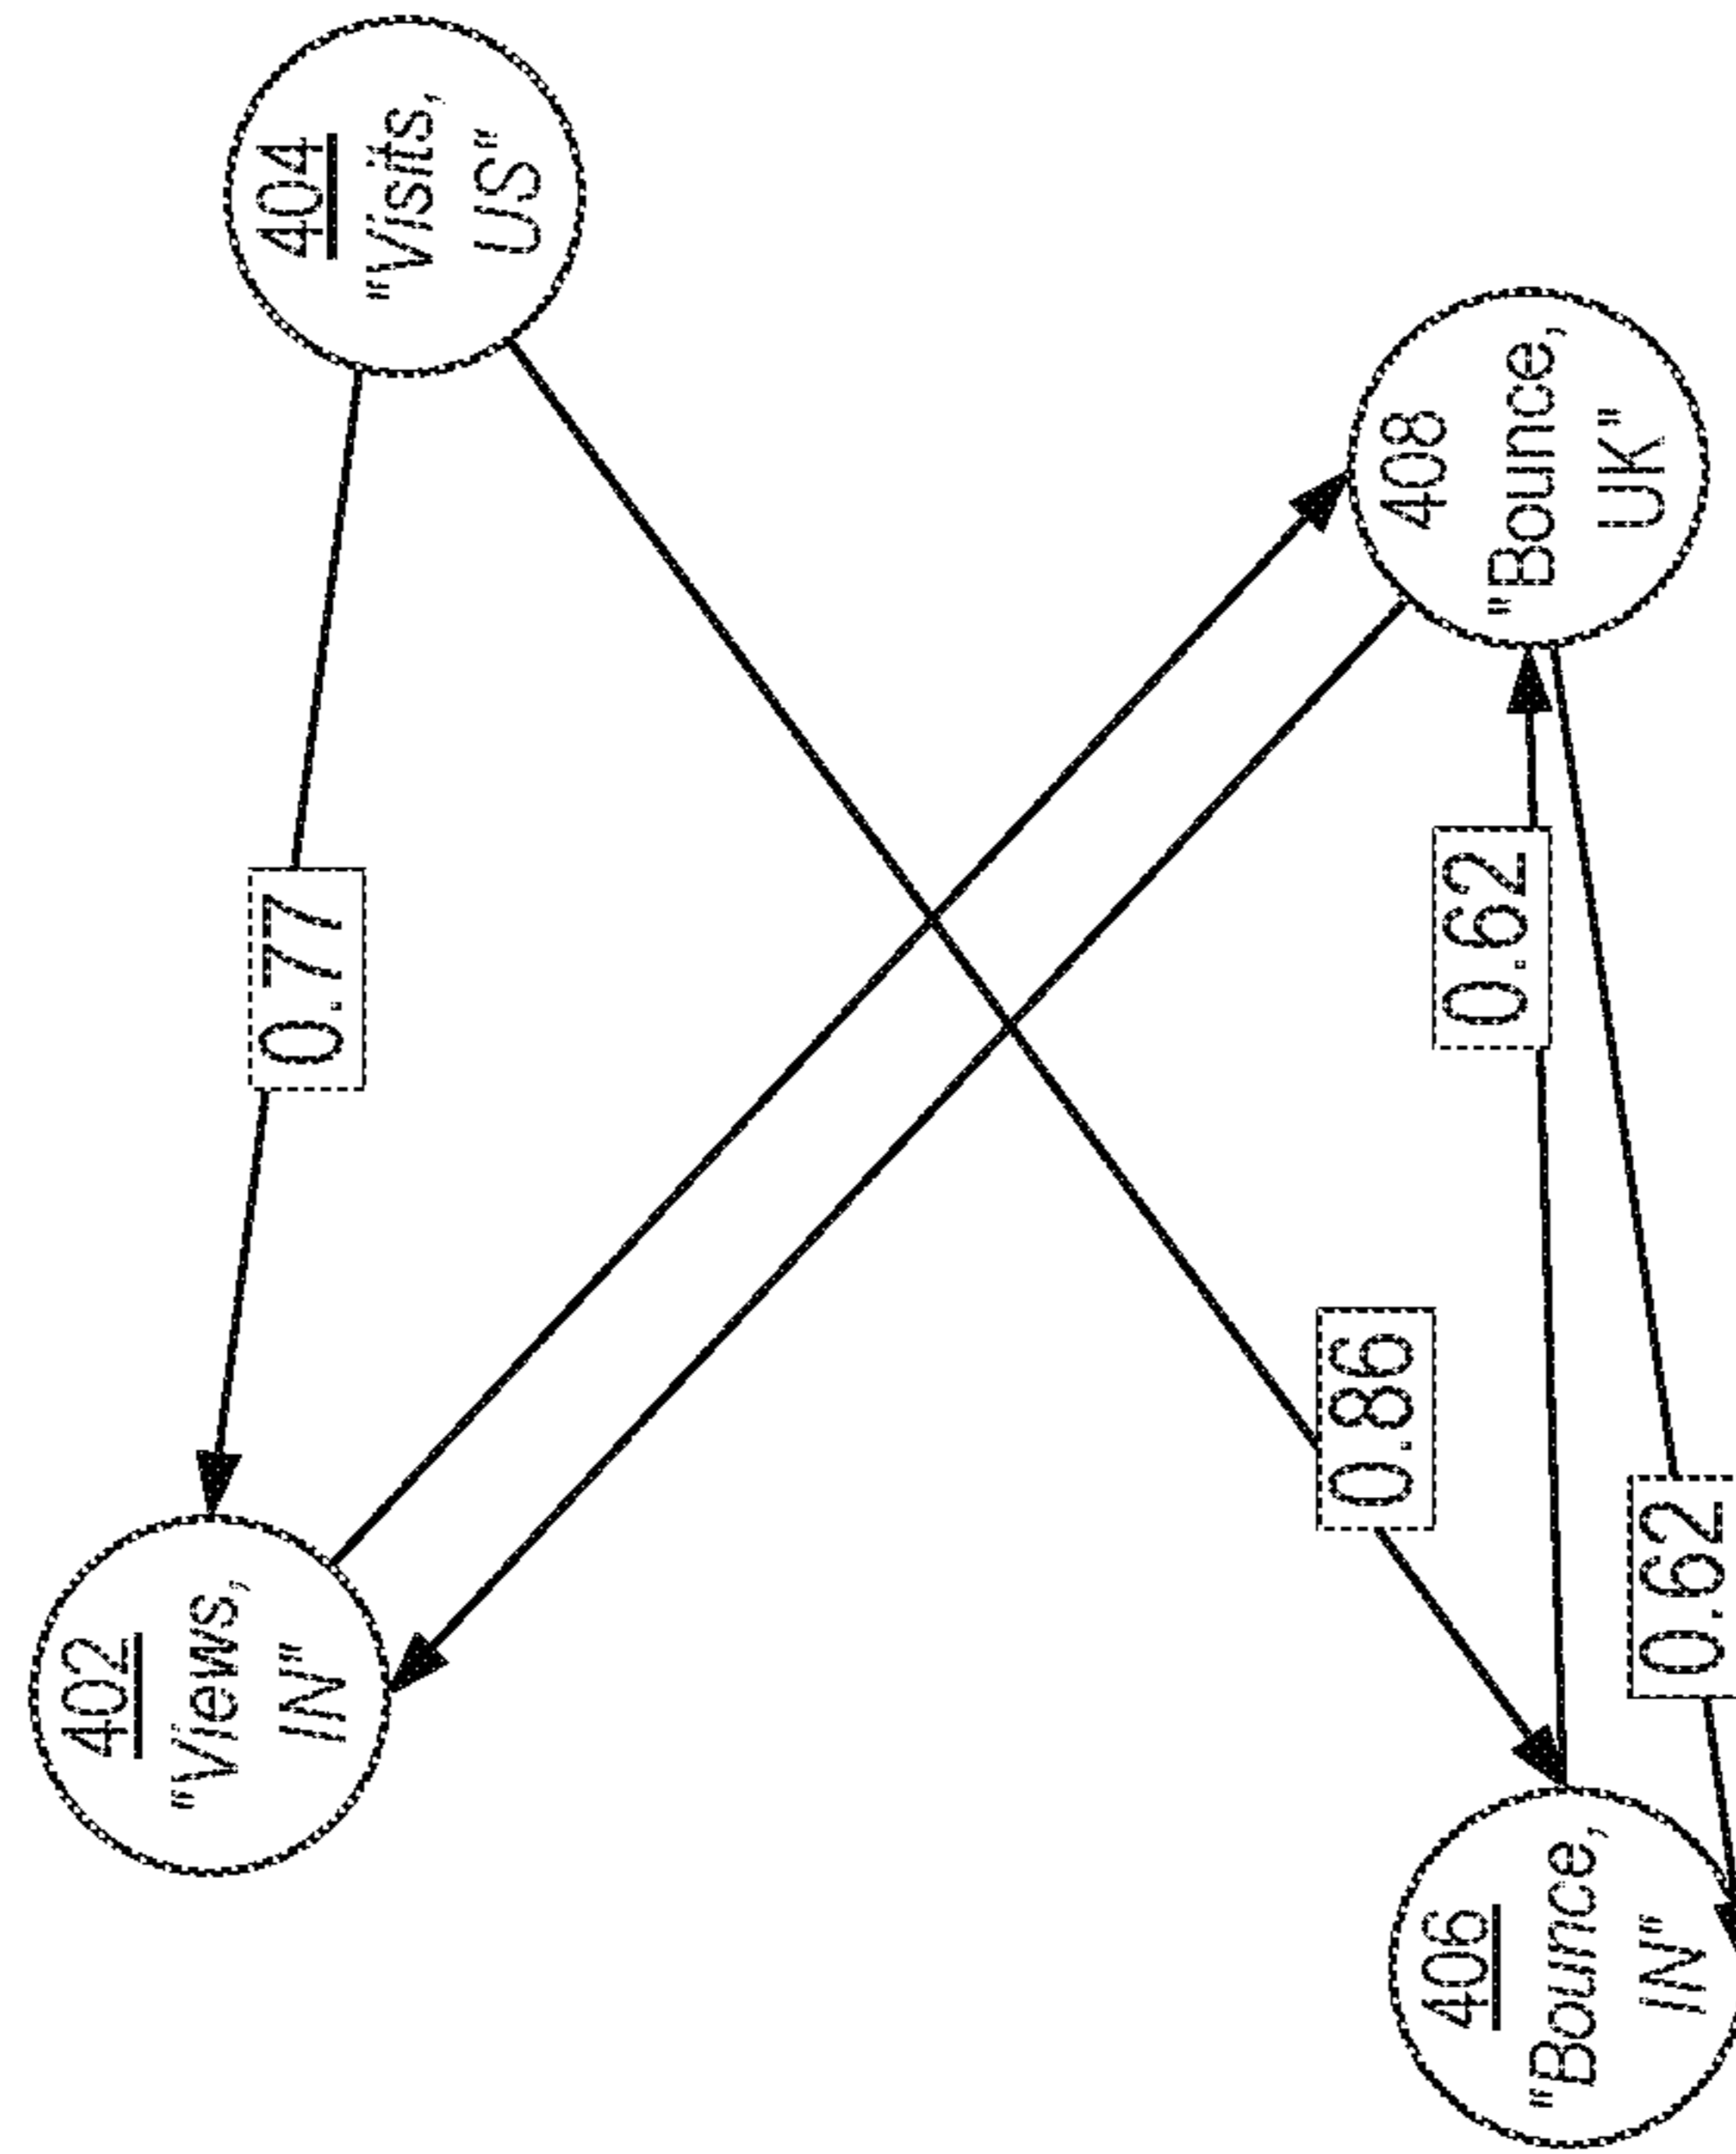 402
"Views,
IN"
0.77
404
"Visits,
US"
406
"Bounce,
IN"
0.86
0.62
0.62
408
"Bounce,
UK"